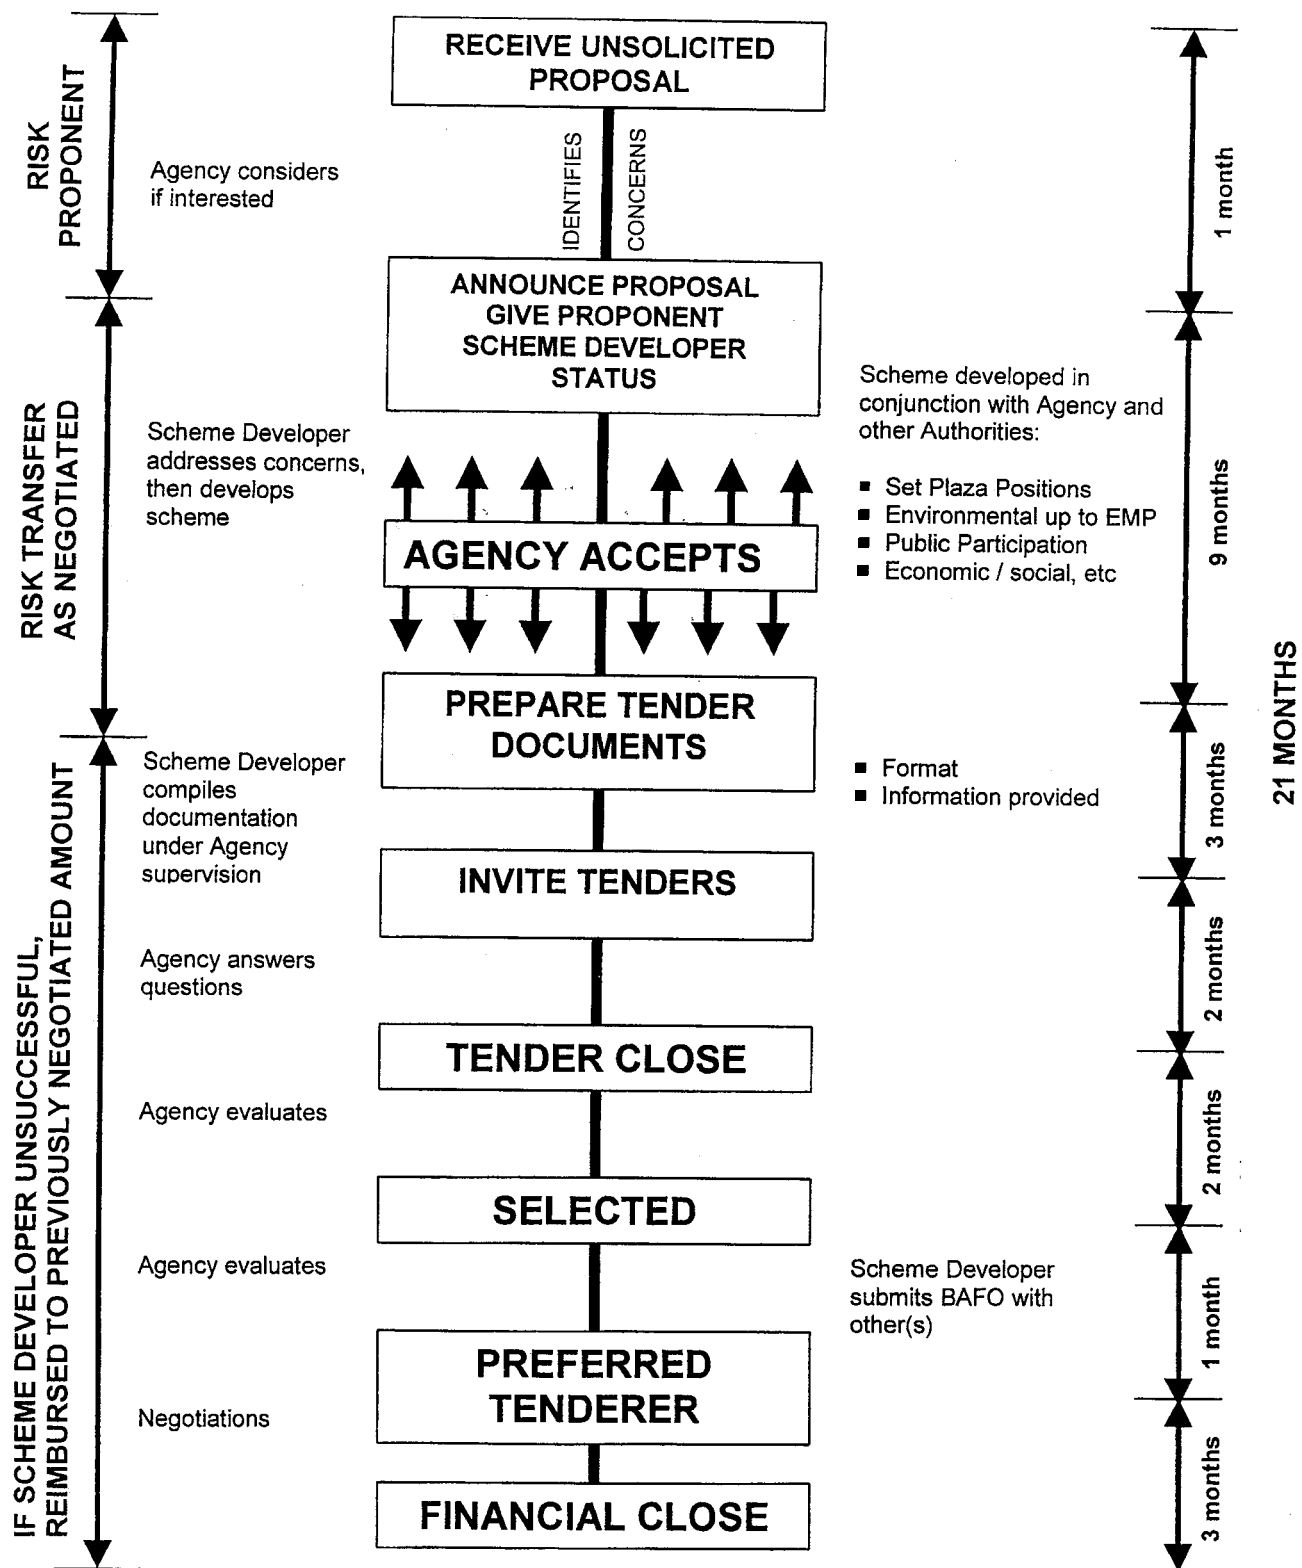 RECEIVE UNSOLICITED
PROPOSAL
RISK
PROPONENT
Agency considers
if interested
IDENTIFIES
CONCERNS
1 month
ANNOUNCE PROPOSAL
GIVE PROPONENT
SCHEME DEVELOPER
STATUS
RISK TRANSFER
AS NEGOTIATED
Scheme Developer
addresses concerns,
then develops
scheme
Scheme developed in
conjunction with Agency and
other Authorities:
▪ Set Plaza Positions
▪ Environmental up to EMP
▪ Public Participation
▪ Economic / social, etc
9 months
AGENCY ACCEPTS
21 MONTHS
PREPARE TENDER
DOCUMENTS
IF SCHEME DEVELOPER UNSUCCESSFUL,
REIMBURSED TO PREVIOUSLY NEGOTIATED AMOUNT
Scheme Developer
compiles
documentation
under Agency
supervision
▪ Format
▪ Information provided
3 months
INVITE TENDERS
Agency answers
questions
2 months
TENDER CLOSE
Agency evaluates
2 months
SELECTED
Agency evaluates
Scheme Developer
submits BAFO with
other(s)
1 month
PREFERRED
TENDERER
Negotiations
3 months
FINANCIAL CLOSE